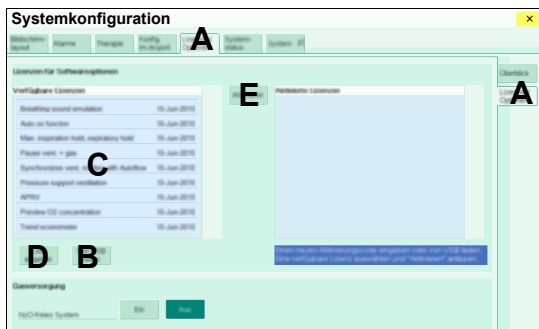 Systemkonfiguration
×
Bildschirm-
layout
Alarme
Therapie
Konfig.
Im./export
A
System-
status
System
Lizenzen für Softwareoptionen
Überblick
Verfügbare Lizenzen
E
Aktivierte Lizenzen
A
Breathing sound emulation 15-Jun-2010
Auto on function 15-Jun-2010
Man. inspiration hold, expiratory hold 15-Jun-2010
Pause vent. + gas 15-Jun-2010
C
Synchronizes vent. with Autoflow 15-Jun-2010
Pressure support ventilation 15-Jun-2010
APRV 15-Jun-2010
Preview O2 concentration 15-Jun-2010
Trend econometer 15-Jun-2010
D
B
Einen neuen Aktivierungscode eingeben oder von USB laden.
Eine verfügbare Lizenz auswählen und "Aktivieren" antippen.
Gasversorgung
N2O-freies System
Ein
Aus